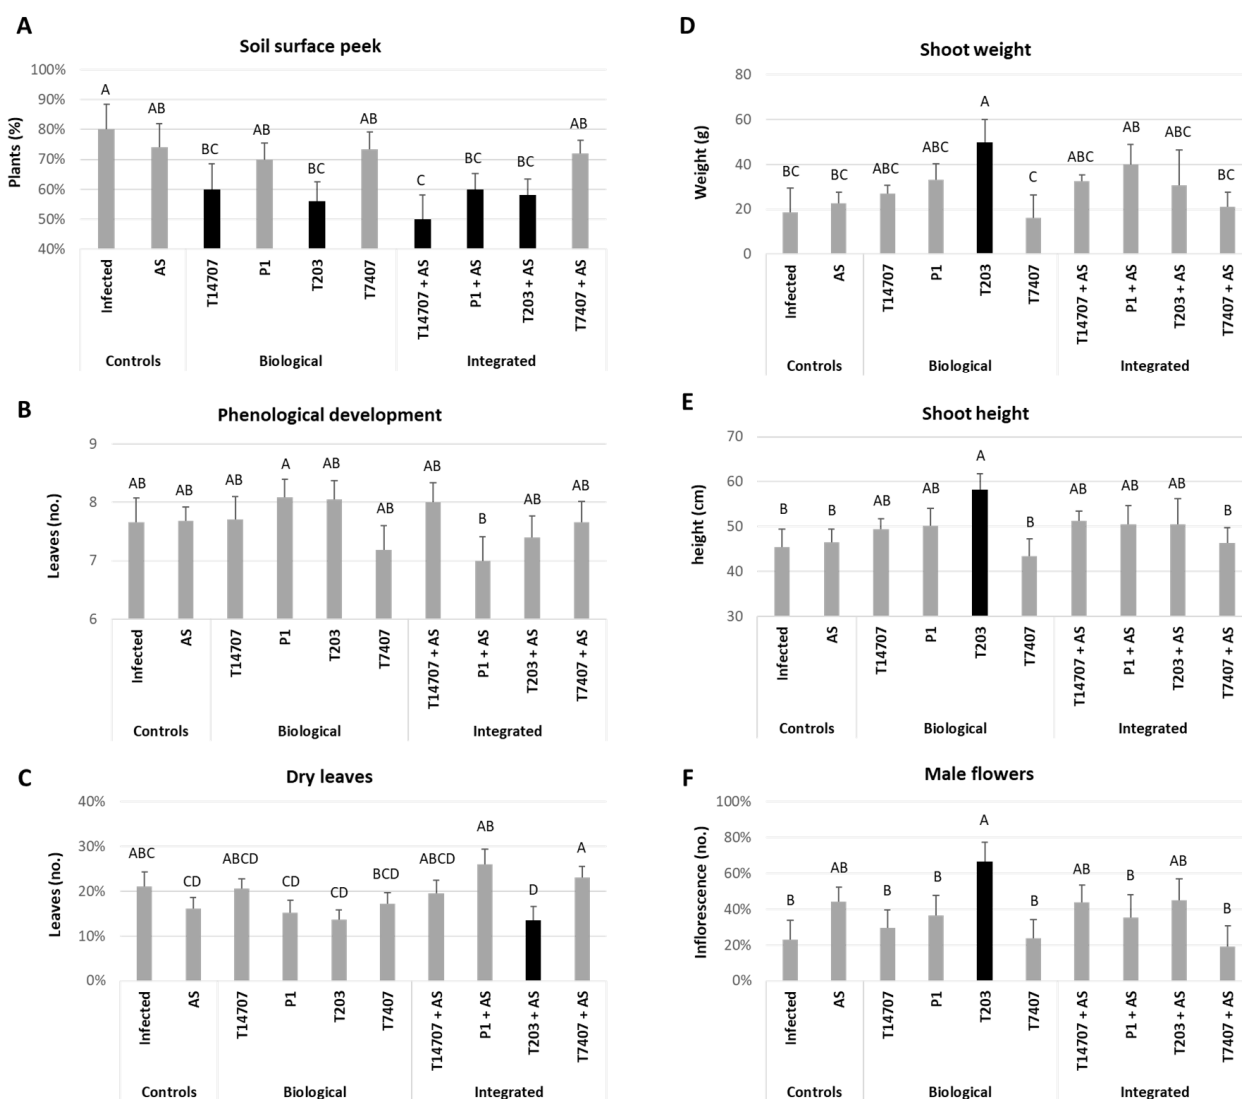 A
Soil surface peek
100%
90%
80%
70%
60%
50%
40%
Plants (%)
A
AB
BC
AB
BC
AB
C
BC
BC
AB
Infected
AS
T14707
P1
T203
T7407
T14707 + AS
P1 + AS
T203 + AS
T7407 + AS
Controls
Biological
Integrated
B
Phenological development
9
8
7
6
Leaves (no.)
AB
AB
AB
A
AB
AB
AB
B
AB
AB
Infected
AS
T14707
P1
T203
T7407
T14707 + AS
P1 + AS
T203 + AS
T7407 + AS
Controls
Biological
Integrated
C
Dry leaves
40%
30%
20%
10%
0%
Leaves (no.)
ABC
CD
ABCD
CD
CD
BCD
ABCD
AB
D
A
Infected
AS
T14707
P1
T203
T7407
T14707 + AS
P1 + AS
T203 + AS
T7407 + AS
Controls
Biological
Integrated
D
Shoot weight
80
60
40
20
0
Weight (g)
BC
BC
ABC
ABC
A
C
ABC
AB
ABC
BC
Infected
AS
T14707
P1
T203
T7407
T14707 + AS
P1 + AS
T203 + AS
T7407 + AS
Controls
Biological
Integrated
E
Shoot height
70
60
50
40
30
height (cm)
B
B
AB
AB
A
B
AB
AB
AB
B
Infected
AS
T14707
P1
T203
T7407
T14707 + AS
P1 + AS
T203 + AS
T7407 + AS
Controls
Biological
Integrated
F
Male flowers
100%
80%
60%
40%
20%
0%
Inflorescence (no.)
B
AB
B
B
A
B
AB
B
AB
B
Infected
AS
T14707
P1
T203
T7407
T14707 + AS
P1 + AS
T203 + AS
T7407 + AS
Controls
Biological
Integrated